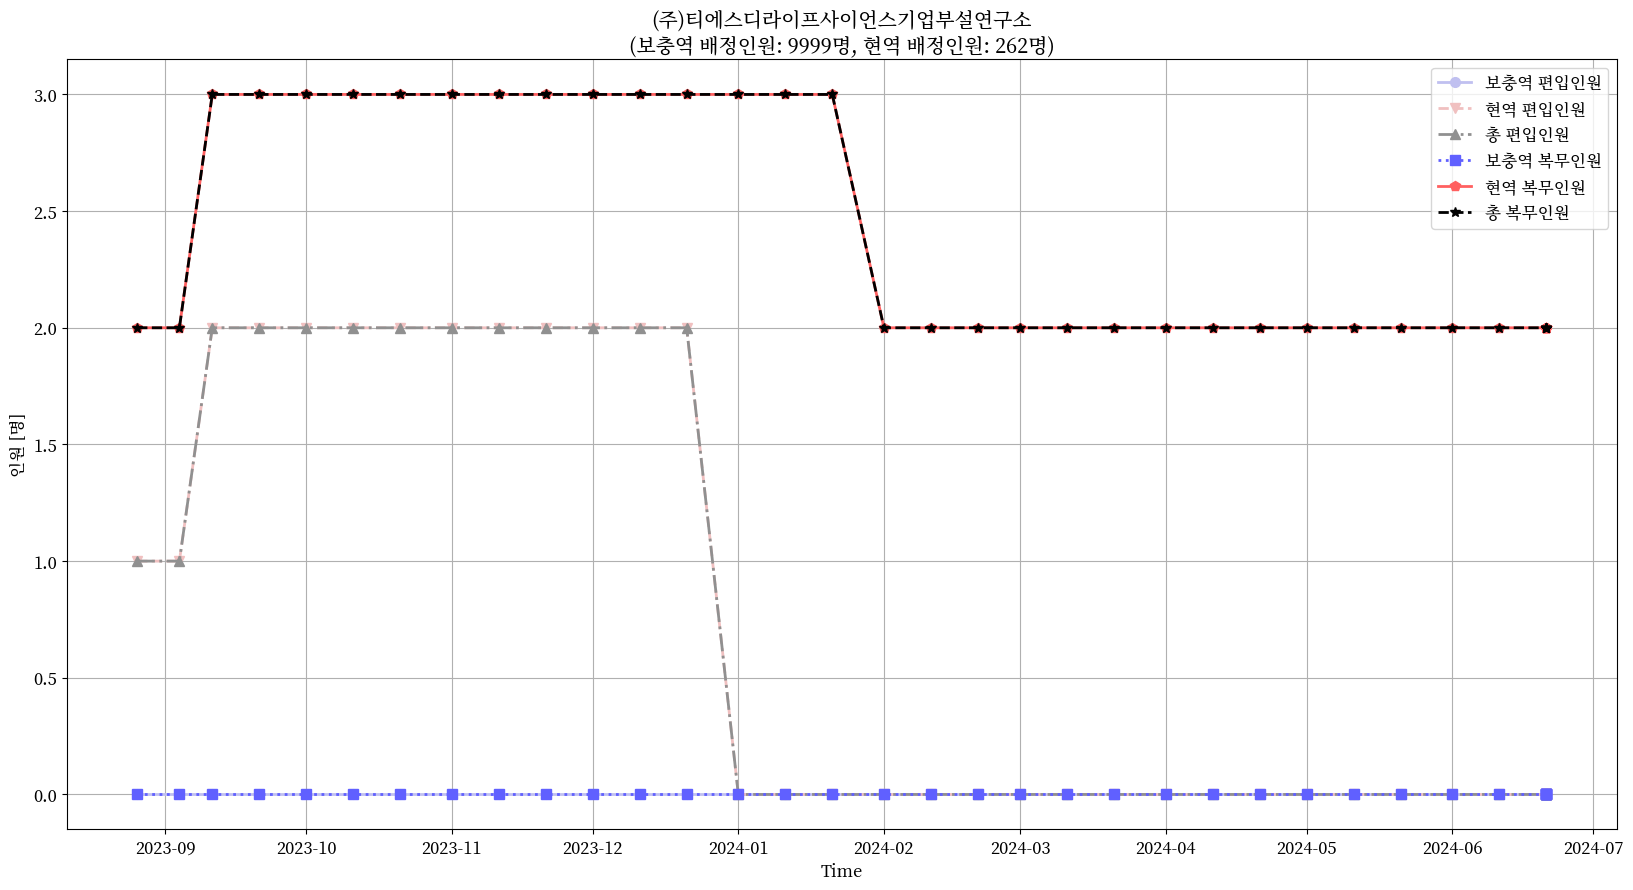 (주)티에스디라이프사이언스기업부설연구소
(보충역 배정인원: 9999명, 현역 배정인원: 262명)
보충역 편입인원
현역 편입인원
총 편입인원
보충역 복무인원
현역 복무인원
총 복무인원
인원 [명]
3.0
2.5
2.0
1.5
1.0
0.5
0.0
2023-09
2023-10
2023-11
2023-12
2024-01
2024-02
2024-03
2024-04
2024-05
2024-06
2024-07
Time